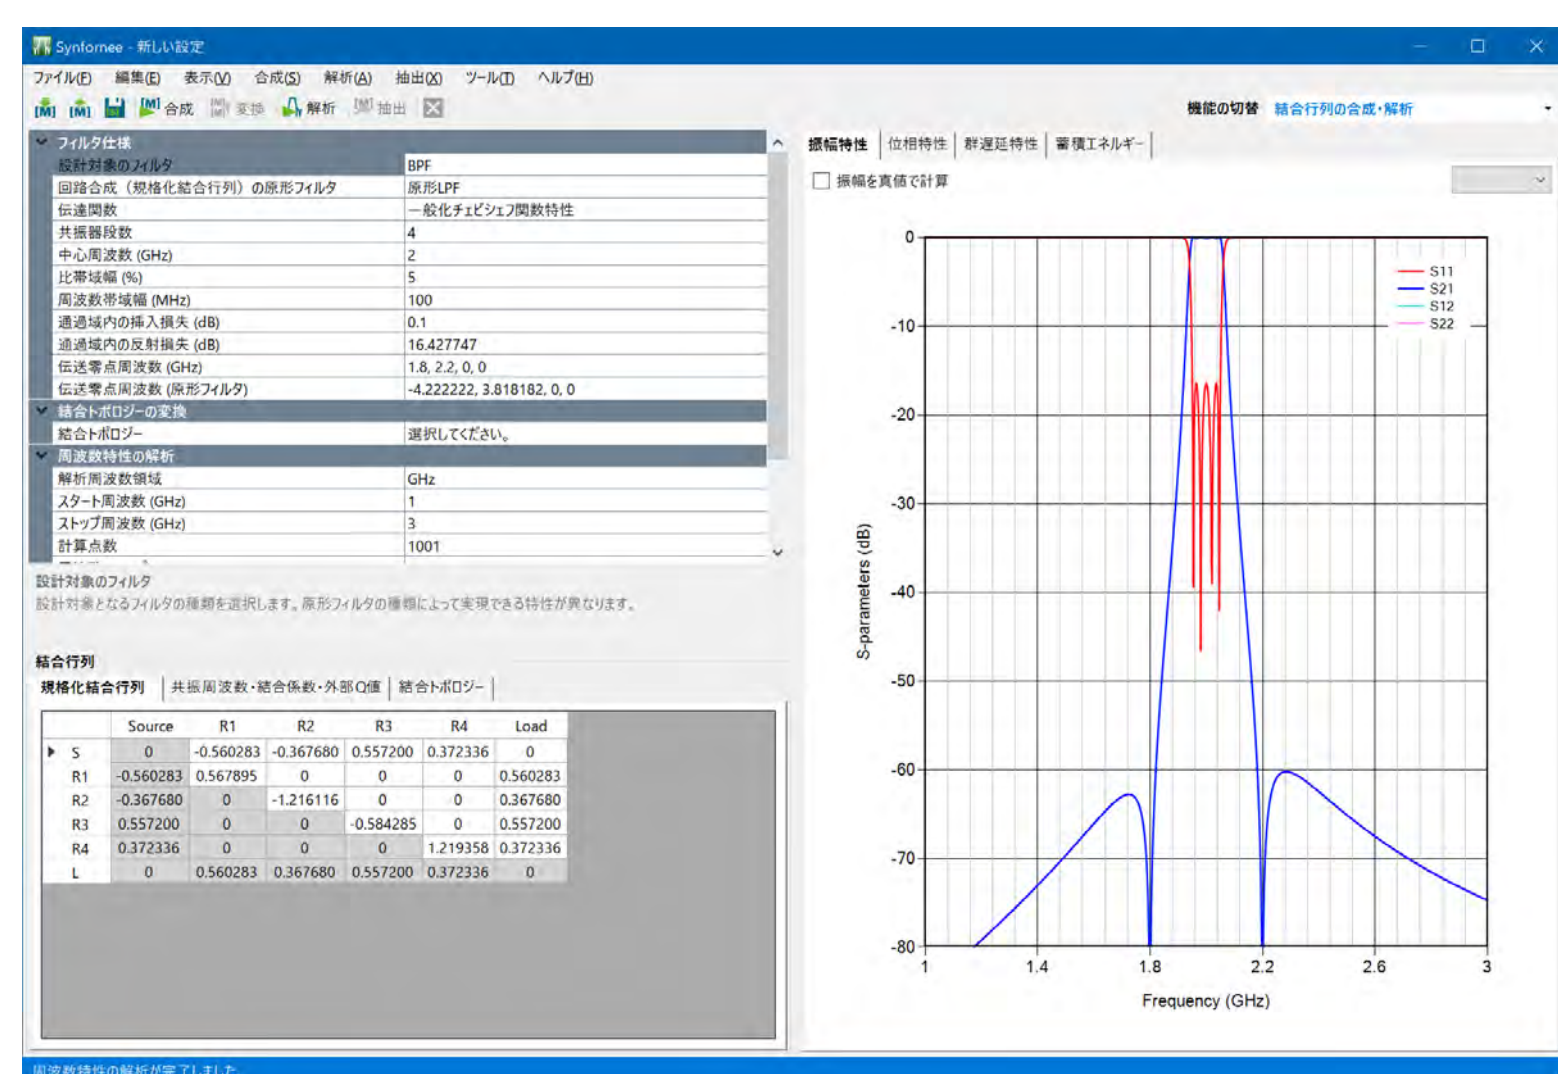 Synfornee - 新しい設定
ファイル(F) 編集(E) 表示(V) 合成(S) 解析(A) 抽出(X) ツール(T) ヘルプ(H)
[M] [M] [M] 合成 変換 解析 [M] 抽出
機能の切替 結合行列の合成・解析
フィルタ仕様
設計対象のフィルタ BPF
回路合成（規格化結合行列）の原形フィルタ 原形LPF
伝達関数 一般化チェビシェフ関数特性
共振器段数 4
中心周波数 (GHz) 2
比帯域幅 (%) 5
周波数帯域幅 (MHz) 100
通過域内の挿入損失 (dB) 0.1
通過域内の反射損失 (dB) 16.427747
伝送零点周波数 (GHz) 1.8, 2.2, 0, 0
伝送零点周波数 (原形フィルタ) -4.222222, 3.818182, 0, 0
結合トポロジーの変換
結合トポロジー 選択してください。
周波数特性の解析
解析周波数領域 GHz
スタート周波数 (GHz) 1
ストップ周波数 (GHz) 3
計算点数 1001
設計対象のフィルタ
設計対象となるフィルタの種類を選択します。原形フィルタの種類によって実現できる特性が異なります。
結合行列
規格化結合行列 共振周波数・結合係数・外部Q値 結合トポロジー
Source R1 R2 R3 R4 Load
S 0 -0.560283 -0.367680 0.557200 0.372336 0
R1 -0.560283 0.567895 0 0 0 0.560283
R2 -0.367680 0 -1.216116 0 0 0.367680
R3 0.557200 0 0 -0.584285 0 0.557200
R4 0.372336 0 0 0 1.219358 0.372336
L 0 0.560283 0.367680 0.557200 0.372336 0
振幅特性 位相特性 群遅延特性 蓄積エネルギー
振幅を真値で計算
S-parameters (dB)
0
-10
-20
-30
-40
-50
-60
-70
-80
S11
S21
S12
S22
1 1.4 1.8 2.2 2.6 3
Frequency (GHz)
周波数特性の解析が完了しました